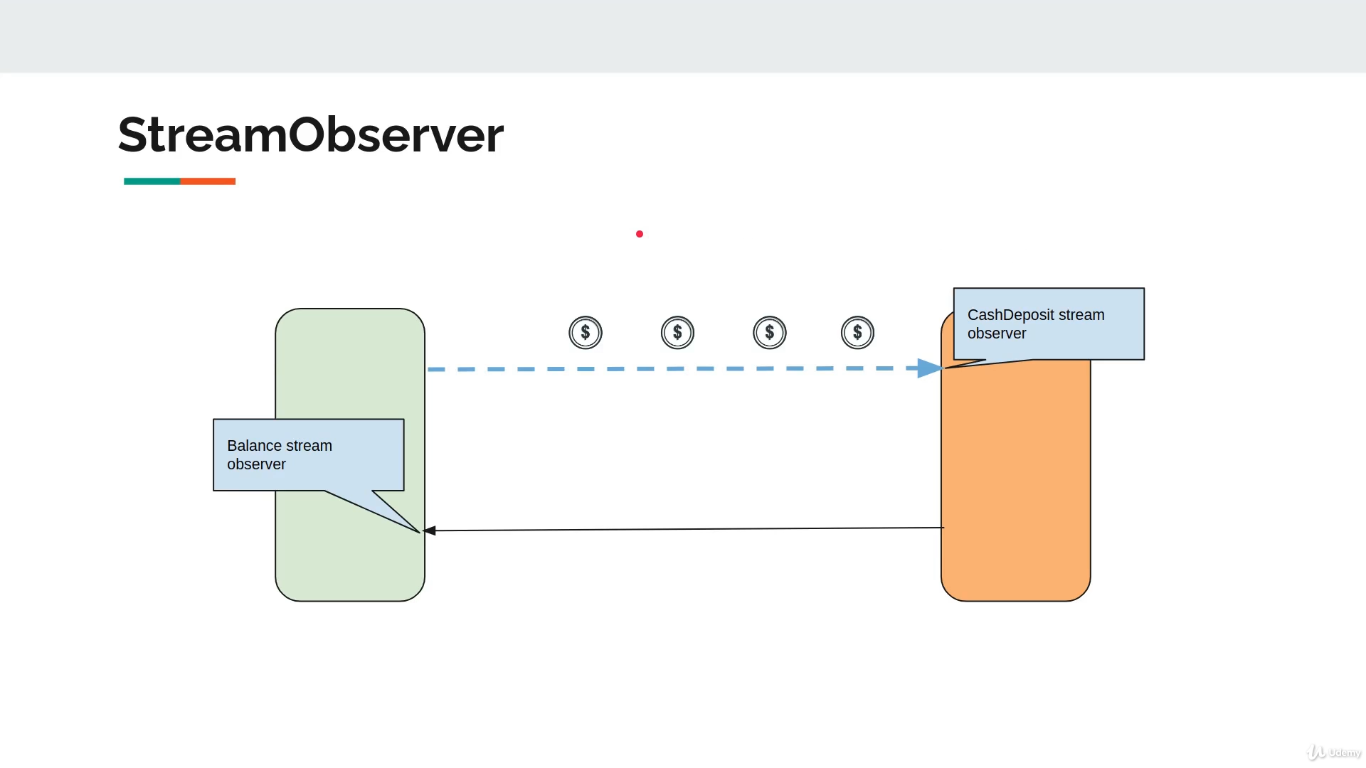 StreamObserver
$ $ $ $
CashDeposit stream
observer
Balance stream
observer
Udemy